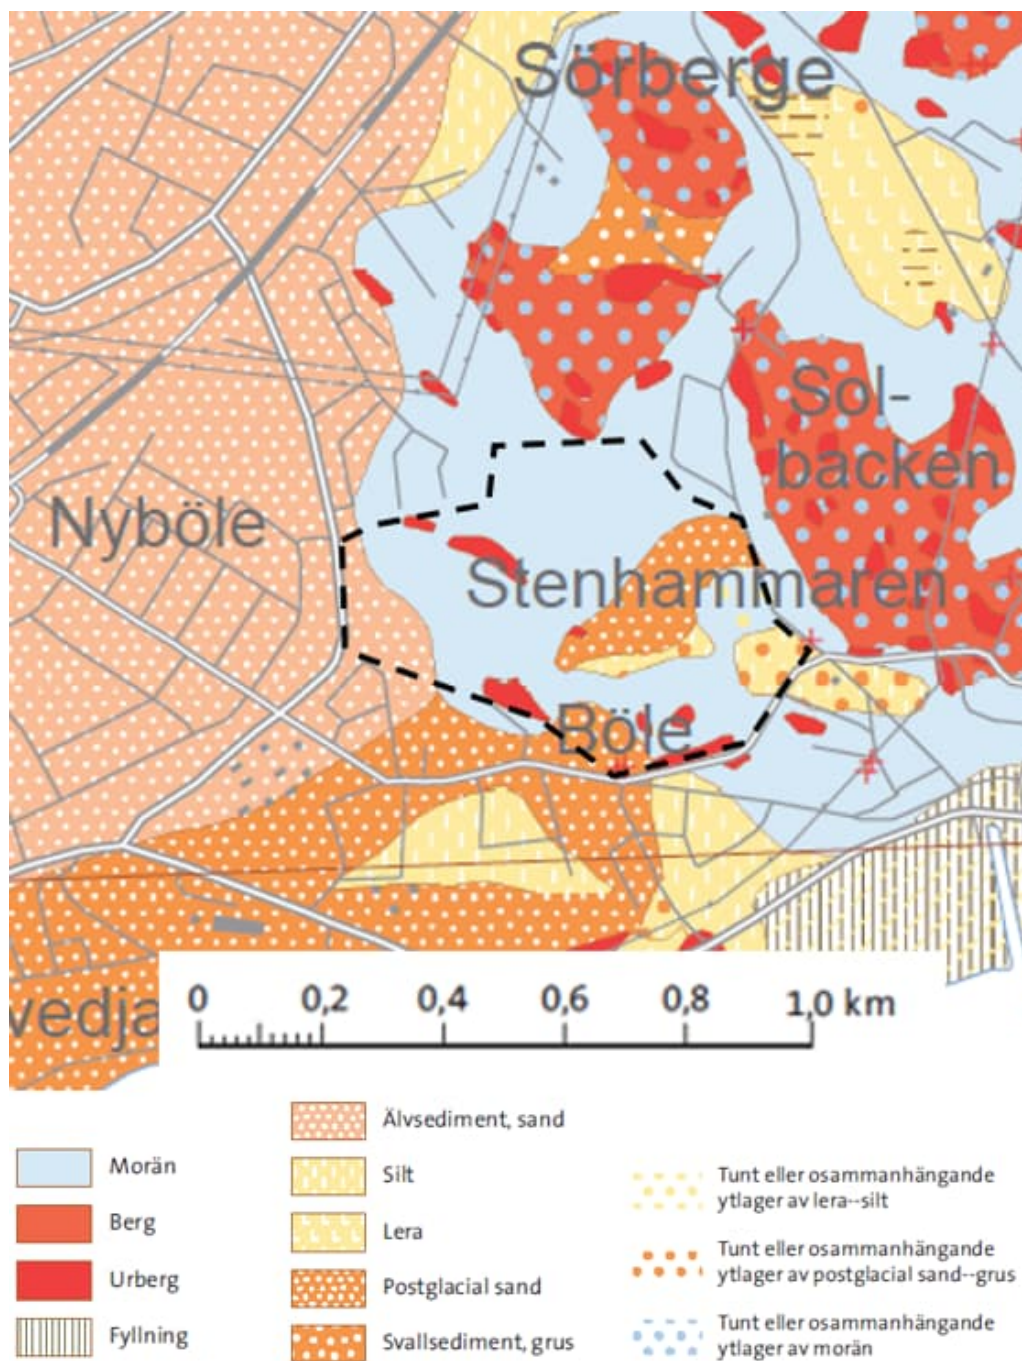 Sörberge
Sol-
backen
Nyböle
Stenhammaren
Böle
vedja
0 0,2 0,4 0,6 0,8 1,0 km
Morän
Berg
Urberg
Fyllning
Älvsediment, sand
Silt
Lera
Postglacial sand
Svallsediment, grus
Tunt eller osammanhängande
ytlager av lera--silt
Tunt eller osammanhängande
ytlager av postglacial sand--grus
Tunt eller osammanhängande
ytlager av morän